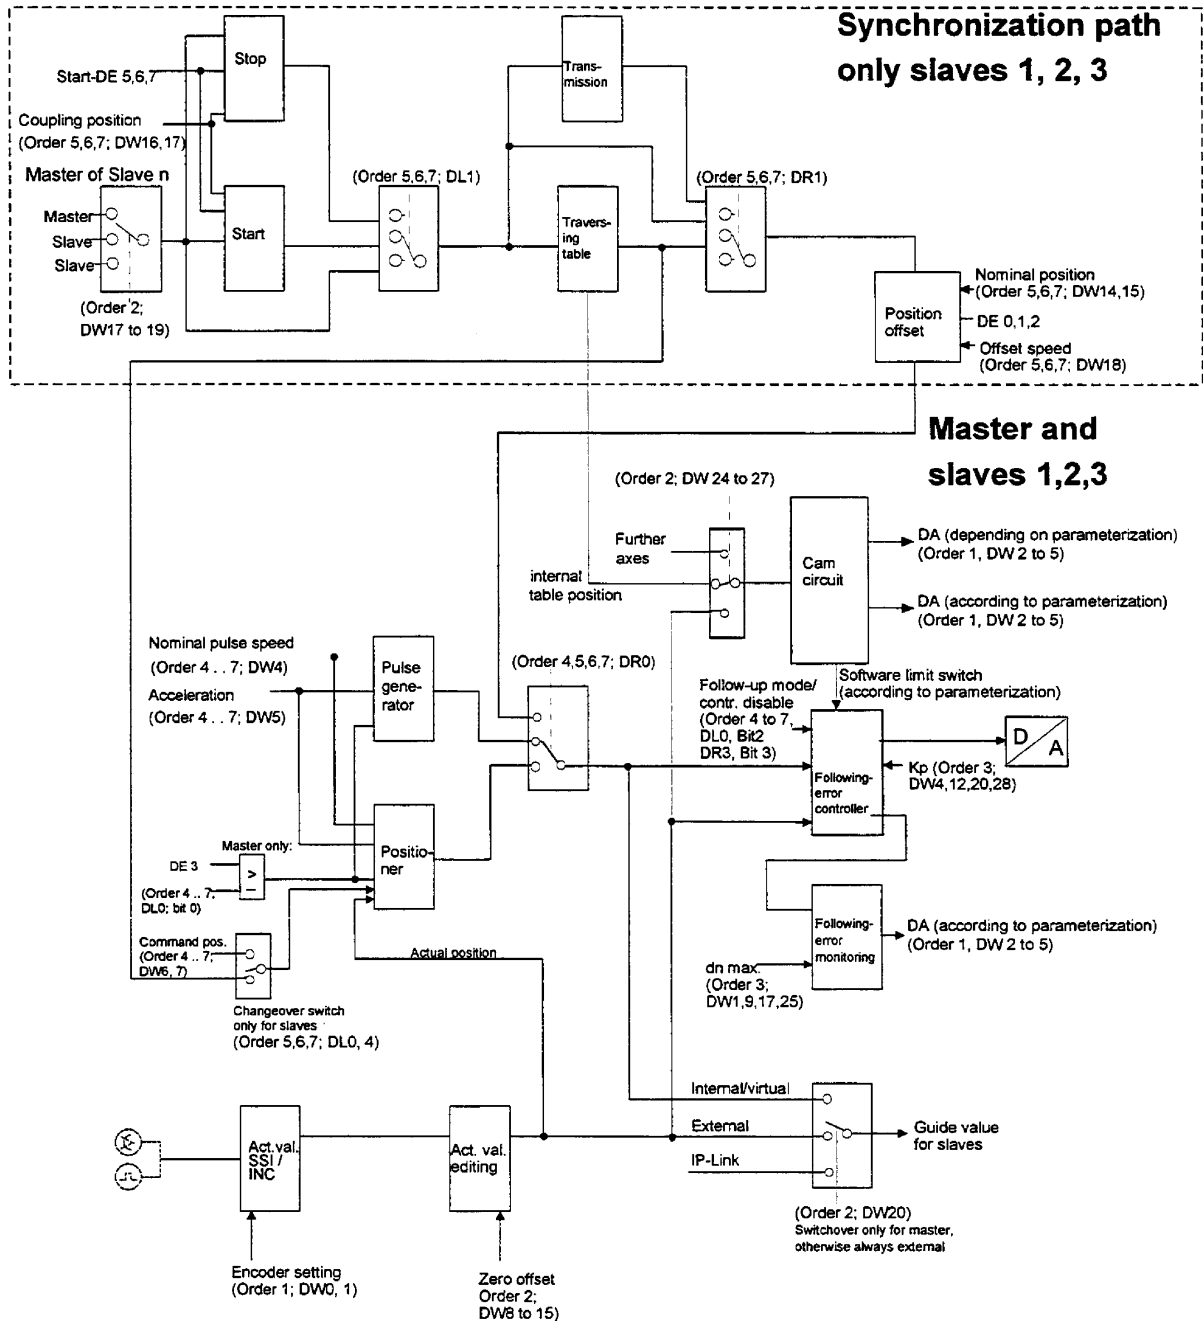 Synchronization path
only slaves 1, 2, 3
Start-DE 5,6,7
Stop
Trans-
mission
Coupling position
(Order 5,6,7; DW16,17)
Master of Slave n
Master
Slave
Slave
(Order 2;
DW17 to 19)
Start
(Order 5,6,7; DL1)
Travers-
ing
table
(Order 5,6,7; DR1)
Position
offset
Nominal position
(Order 5,6,7; DW14,15)
DE 0,1,2
Offset speed
(Order 5,6,7; DW18)
Master and
slaves 1,2,3
(Order 2; DW 24 to 27)
Further
axes
internal
table position
Cam
circuit
DA (depending on parameterization)
(Order 1, DW 2 to 5)
DA (according to parameterization)
(Order 1, DW 2 to 5)
Nominal pulse speed
(Order 4 . . 7; DW4)
Acceleration
(Order 4 . . 7; DW5)
Pulse
gene-
rator
(Order 4,5,6,7; DR0)
Software limit switch
(according to parameterization)
Follow-up mode/
contr. disable
(Order 4 to 7,
DL0, Bit2
DR3, Bit 3)
Following-
error
controller
D
A
Kp (Order 3;
DW4,12,20,28)
Master only:
DE 3
(Order 4 .. 7,
DL0; bit 0)
>
Positio-
ner
Command pos.
(Order 4 .. 7;
DW6, 7)
Changeover switch
only for slaves
(Order 5,6,7; DL0, 4)
Actual position
Following-
error
monitoring
DA (according to parameterization)
(Order 1, DW 2 to 5)
dn max.
(Order 3;
DW1,9,17,25)
Act.val.
SSI /
INC
Act. val.
editing
Internal/virtual
External
IP-Link
Guide value
for slaves
(Order 2; DW20)
Switchover only for master,
otherwise always external
Encoder setting
(Order 1; DW0, 1)
Zero offset
Order 2;
DW8 to 15)